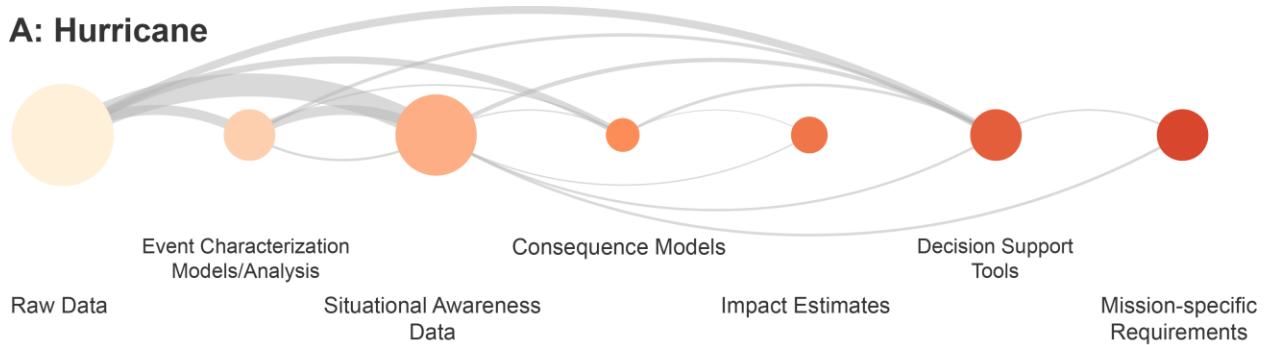 A: Hurricane
Event Characterization
Models/Analysis
Consequence Models
Decision Support
Tools
Raw Data
Situational Awareness
Data
Impact Estimates
Mission-specific
Requirements